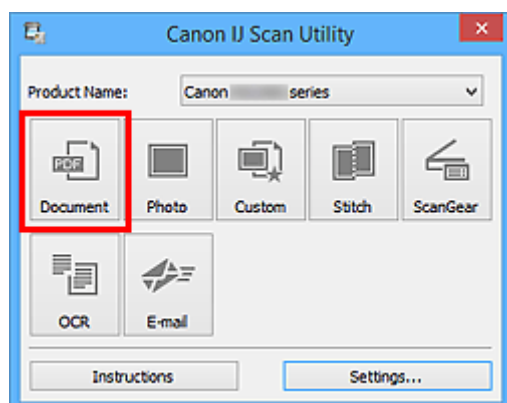 Canon IJ Scan Utility
Product Name: Canon series
PDF
Document Photo Custom Stitch ScanGear
OCR E-mail
Instructions Settings...